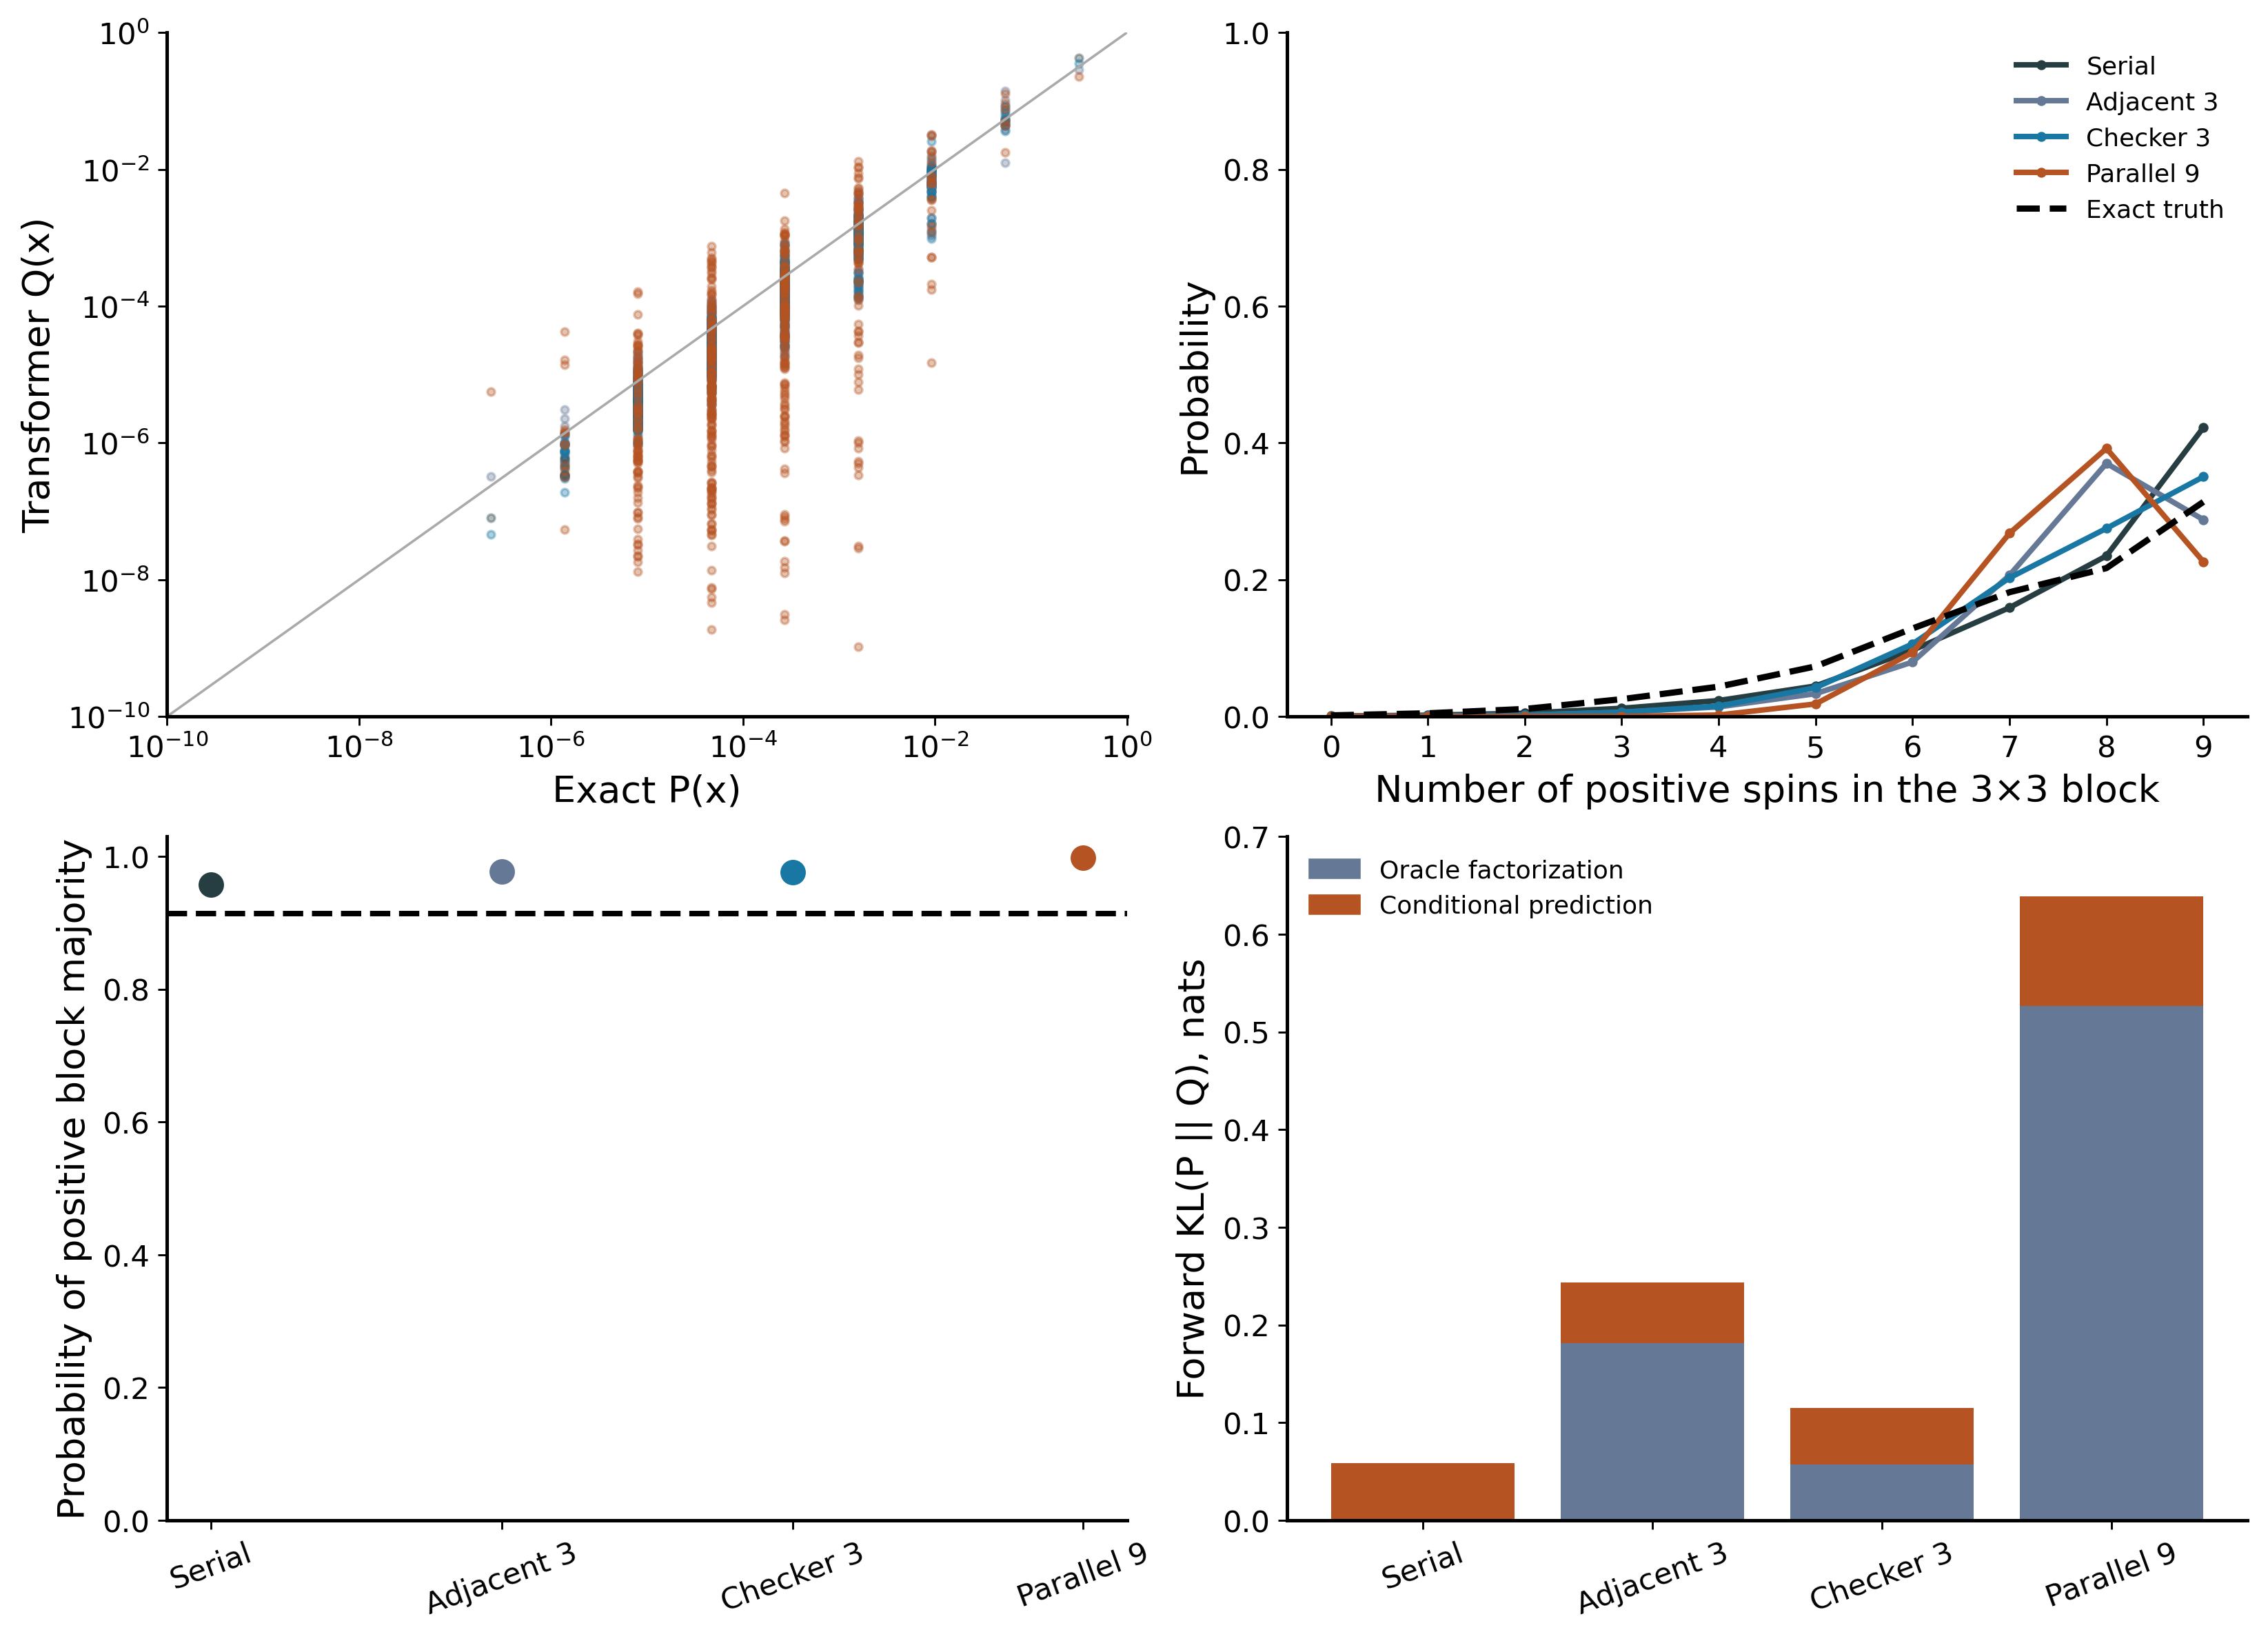 10⁰
10⁻²
10⁻⁴
10⁻⁶
10⁻⁸
10⁻¹⁰
Transformer Q(x)
10⁻¹⁰ 10⁻⁸ 10⁻⁶ 10⁻⁴ 10⁻² 10⁰
Exact P(x)
1.0
0.8
0.6
0.4
0.2
0.0
Probability
Serial
Adjacent 3
Checker 3
Parallel 9
Exact truth
0 1 2 3 4 5 6 7 8 9
Number of positive spins in the 3×3 block
1.0
0.8
0.6
0.4
0.2
0.0
Probability of positive block majority
Serial Adjacent 3 Checker 3 Parallel 9
0.7
0.6
0.5
0.4
0.3
0.2
0.1
0.0
Forward KL(P || Q), nats
Oracle factorization
Conditional prediction
Serial Adjacent 3 Checker 3 Parallel 9